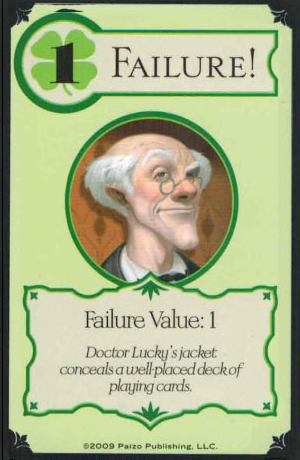 1 FAILURE!
Failure Value: 1
Doctor Lucky's jacket
conceals a well-placed deck of
playing cards.
©2009 Paizo Publishing, LLC.